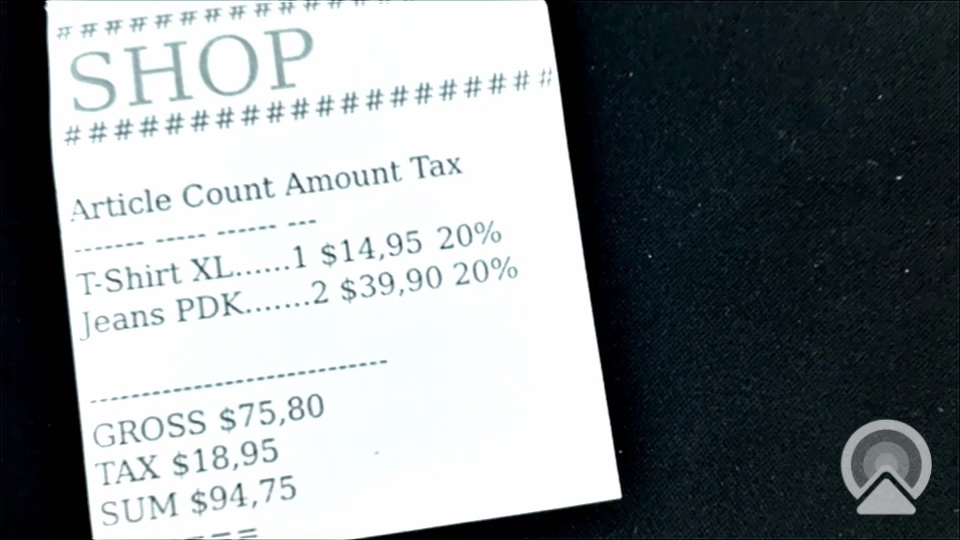 # # # # # # # # # # # # # # # # # # #
SHOP
# # # # # # # # # # # # # # # # # # #
Article Count Amount Tax
------- ----- ------ ---
T-Shirt XL......1 $14,95 20%
Jeans PDK.......2 $39,90 20%
----------------------------
GROSS $75,80
TAX $18,95
SUM $94,75
===